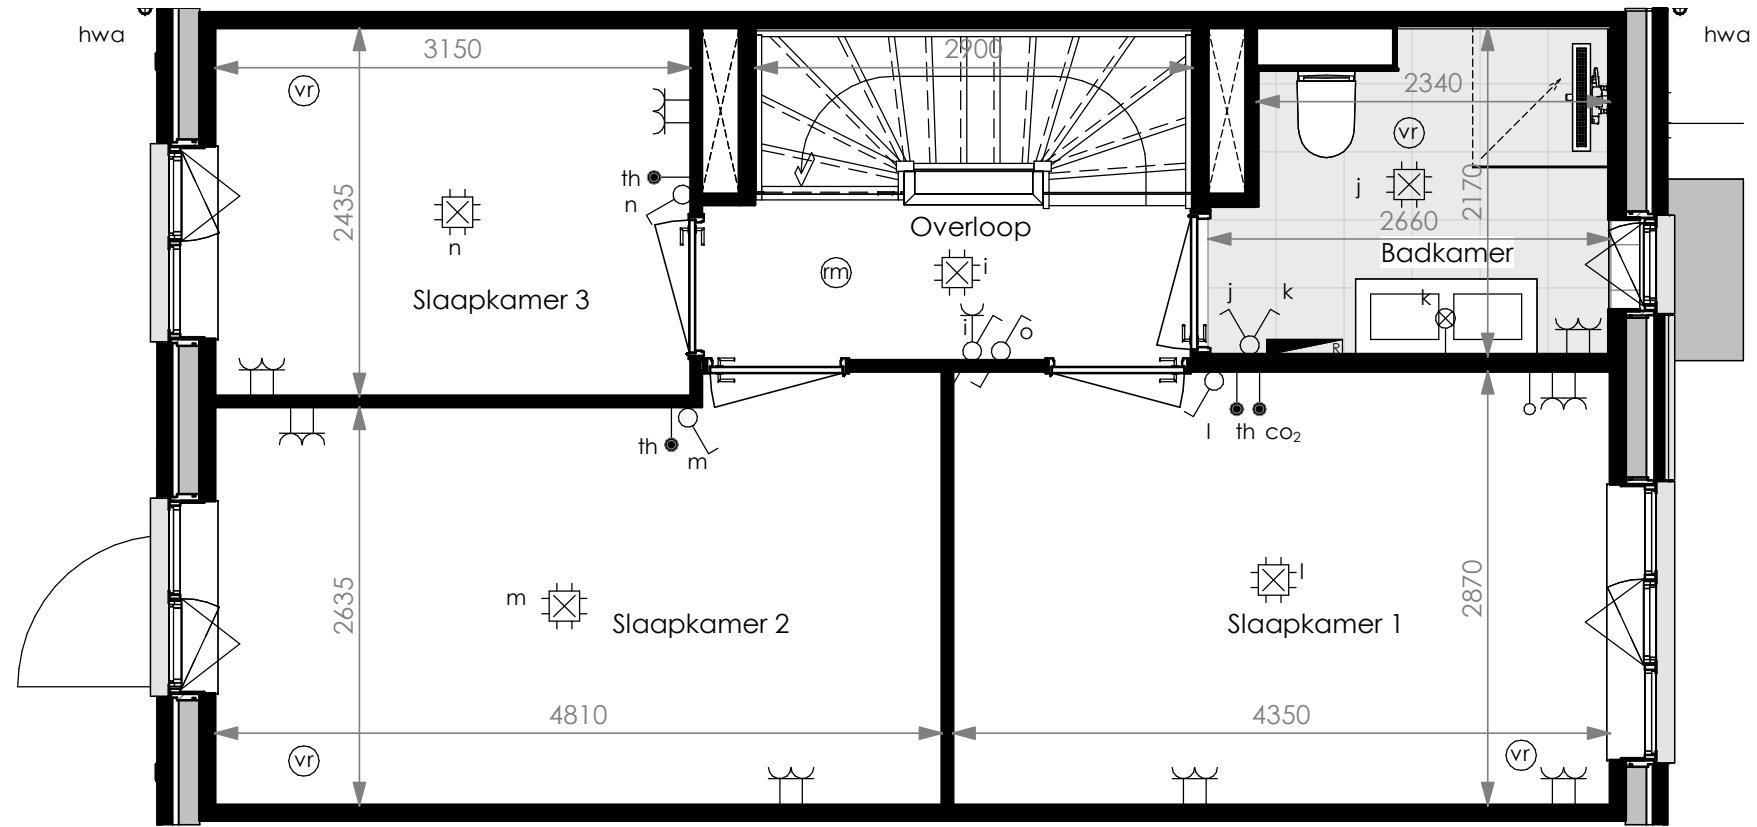 hwa
hwa
3150
2900
2340
vr
vr
th
n
j
2435
2170
n
2660
Overloop
Badkamer
rm
i
Slaapkamer 3
j
k
k
i
o
R
l
th
co₂
th
m
2635
2870
m
l
Slaapkamer 2
Slaapkamer 1
4810
4350
vr
vr